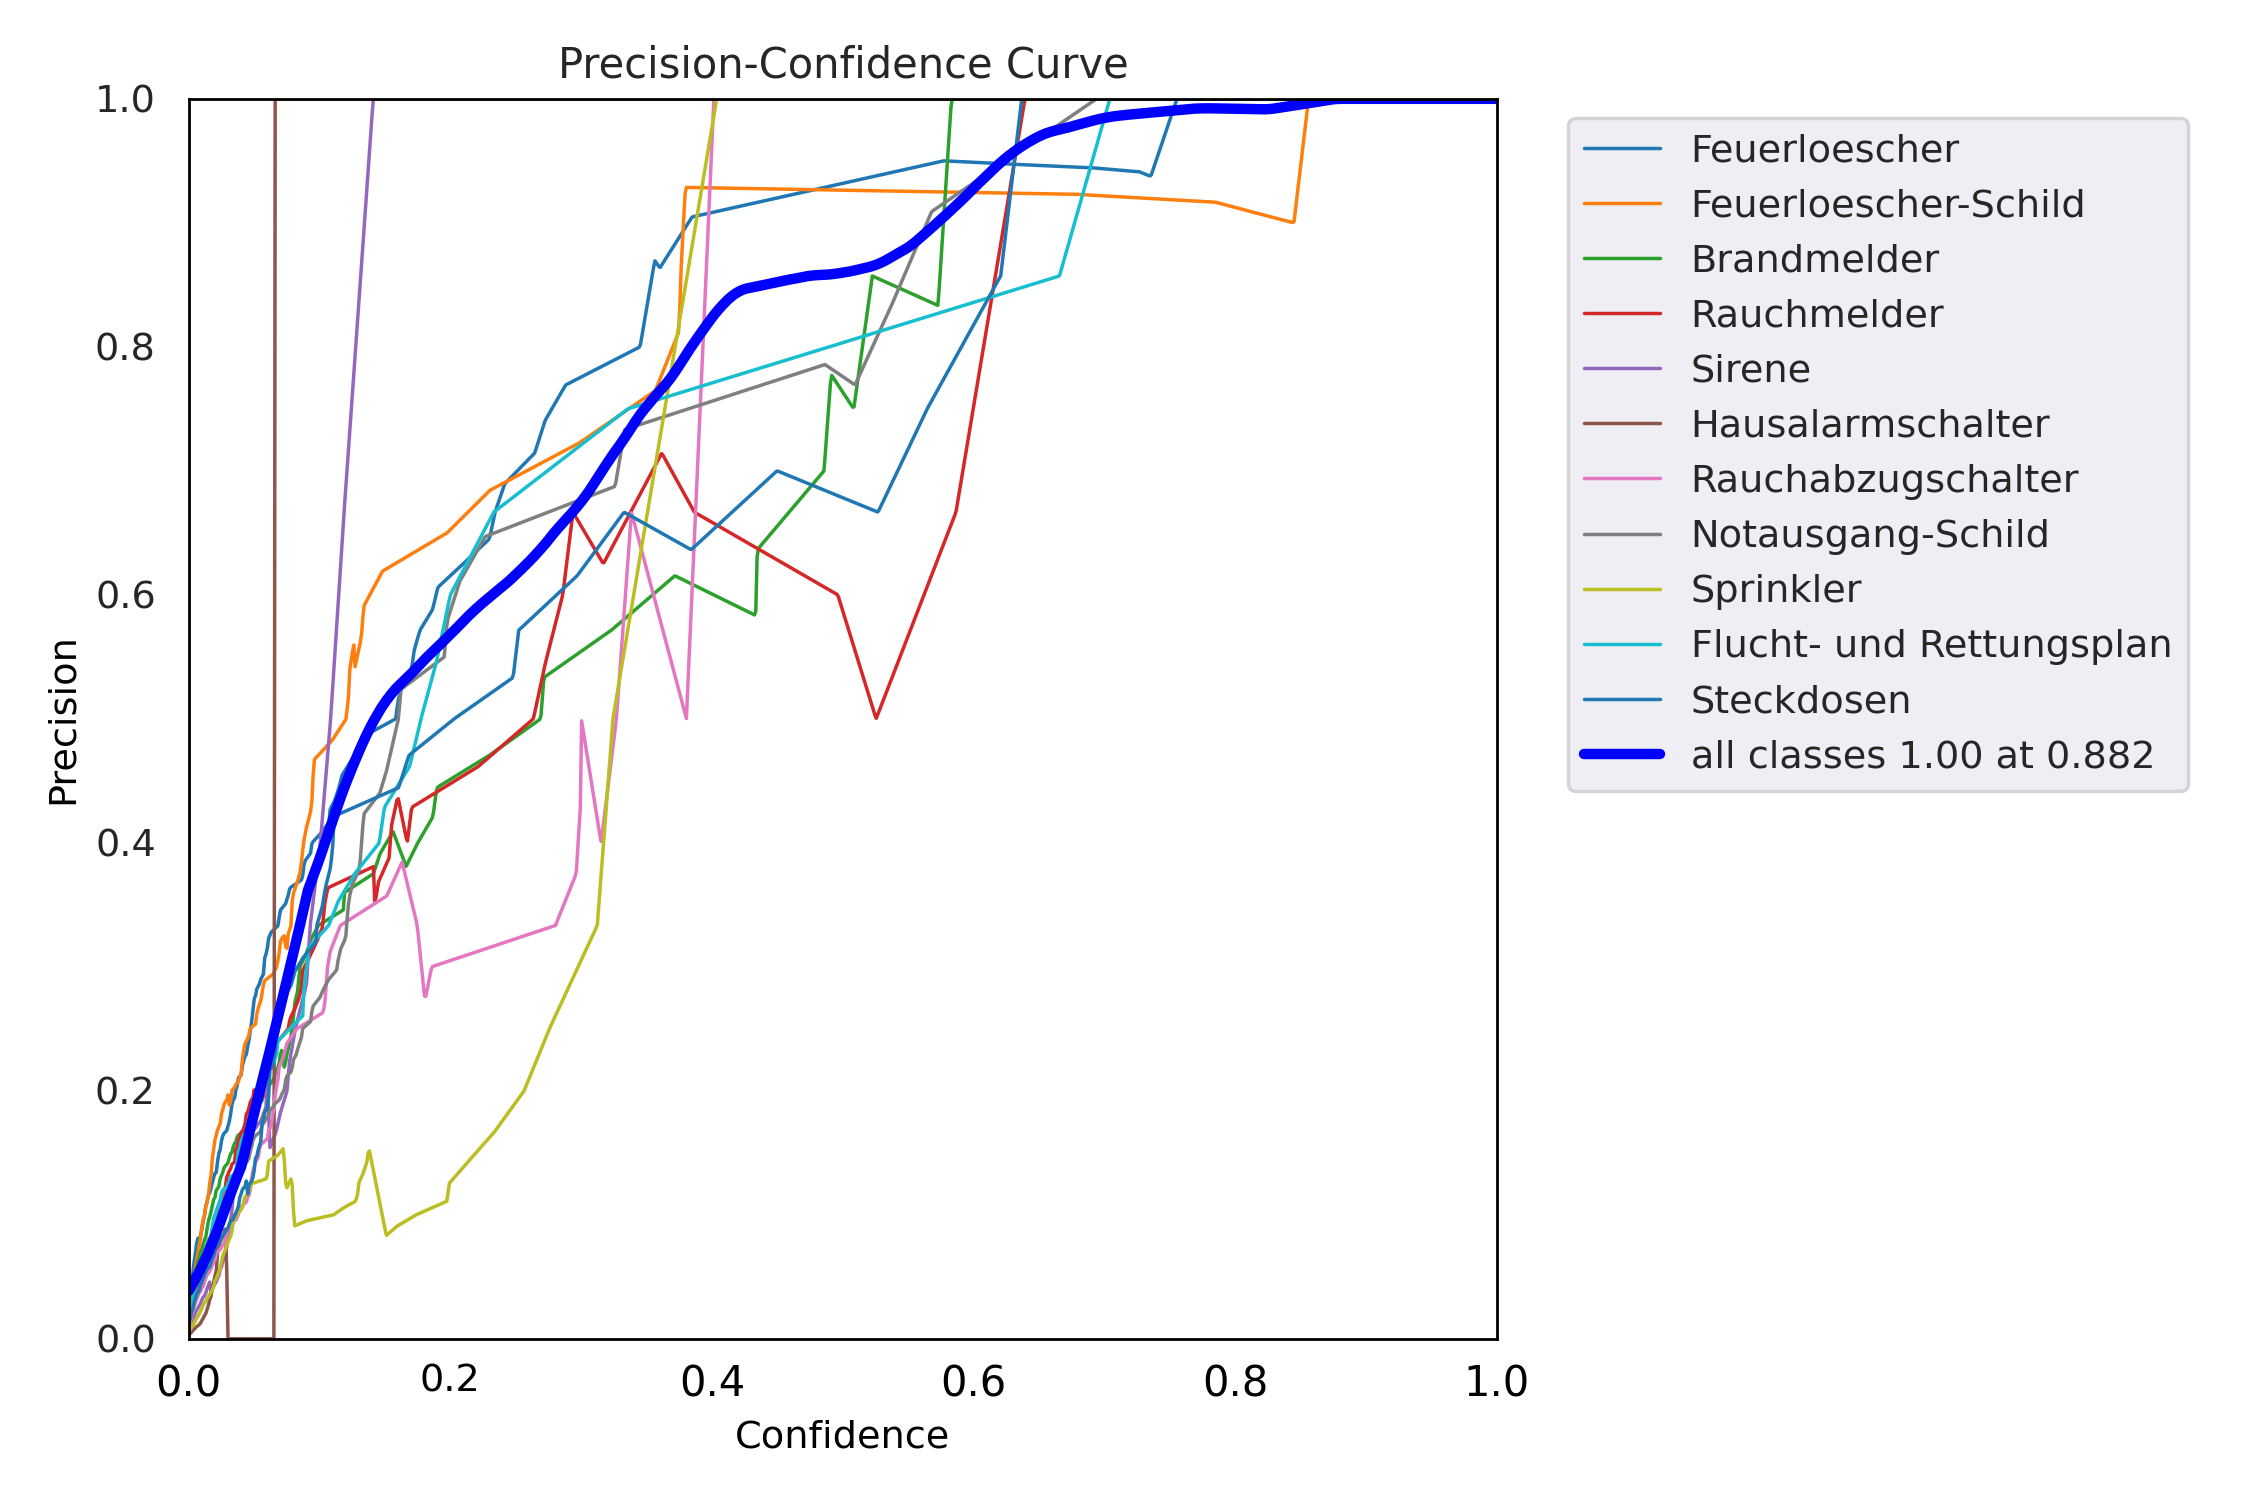 Precision-Confidence Curve
1.0
0.8
0.6
0.4
0.2
0.0
Precision
0.0 0.2 0.4 0.6 0.8 1.0
Confidence
Feuerloescher
Feuerloescher-Schild
Brandmelder
Rauchmelder
Sirene
Hausalarmschalter
Rauchabzugschalter
Notausgang-Schild
Sprinkler
Flucht- und Rettungsplan
Steckdosen
all classes 1.00 at 0.882